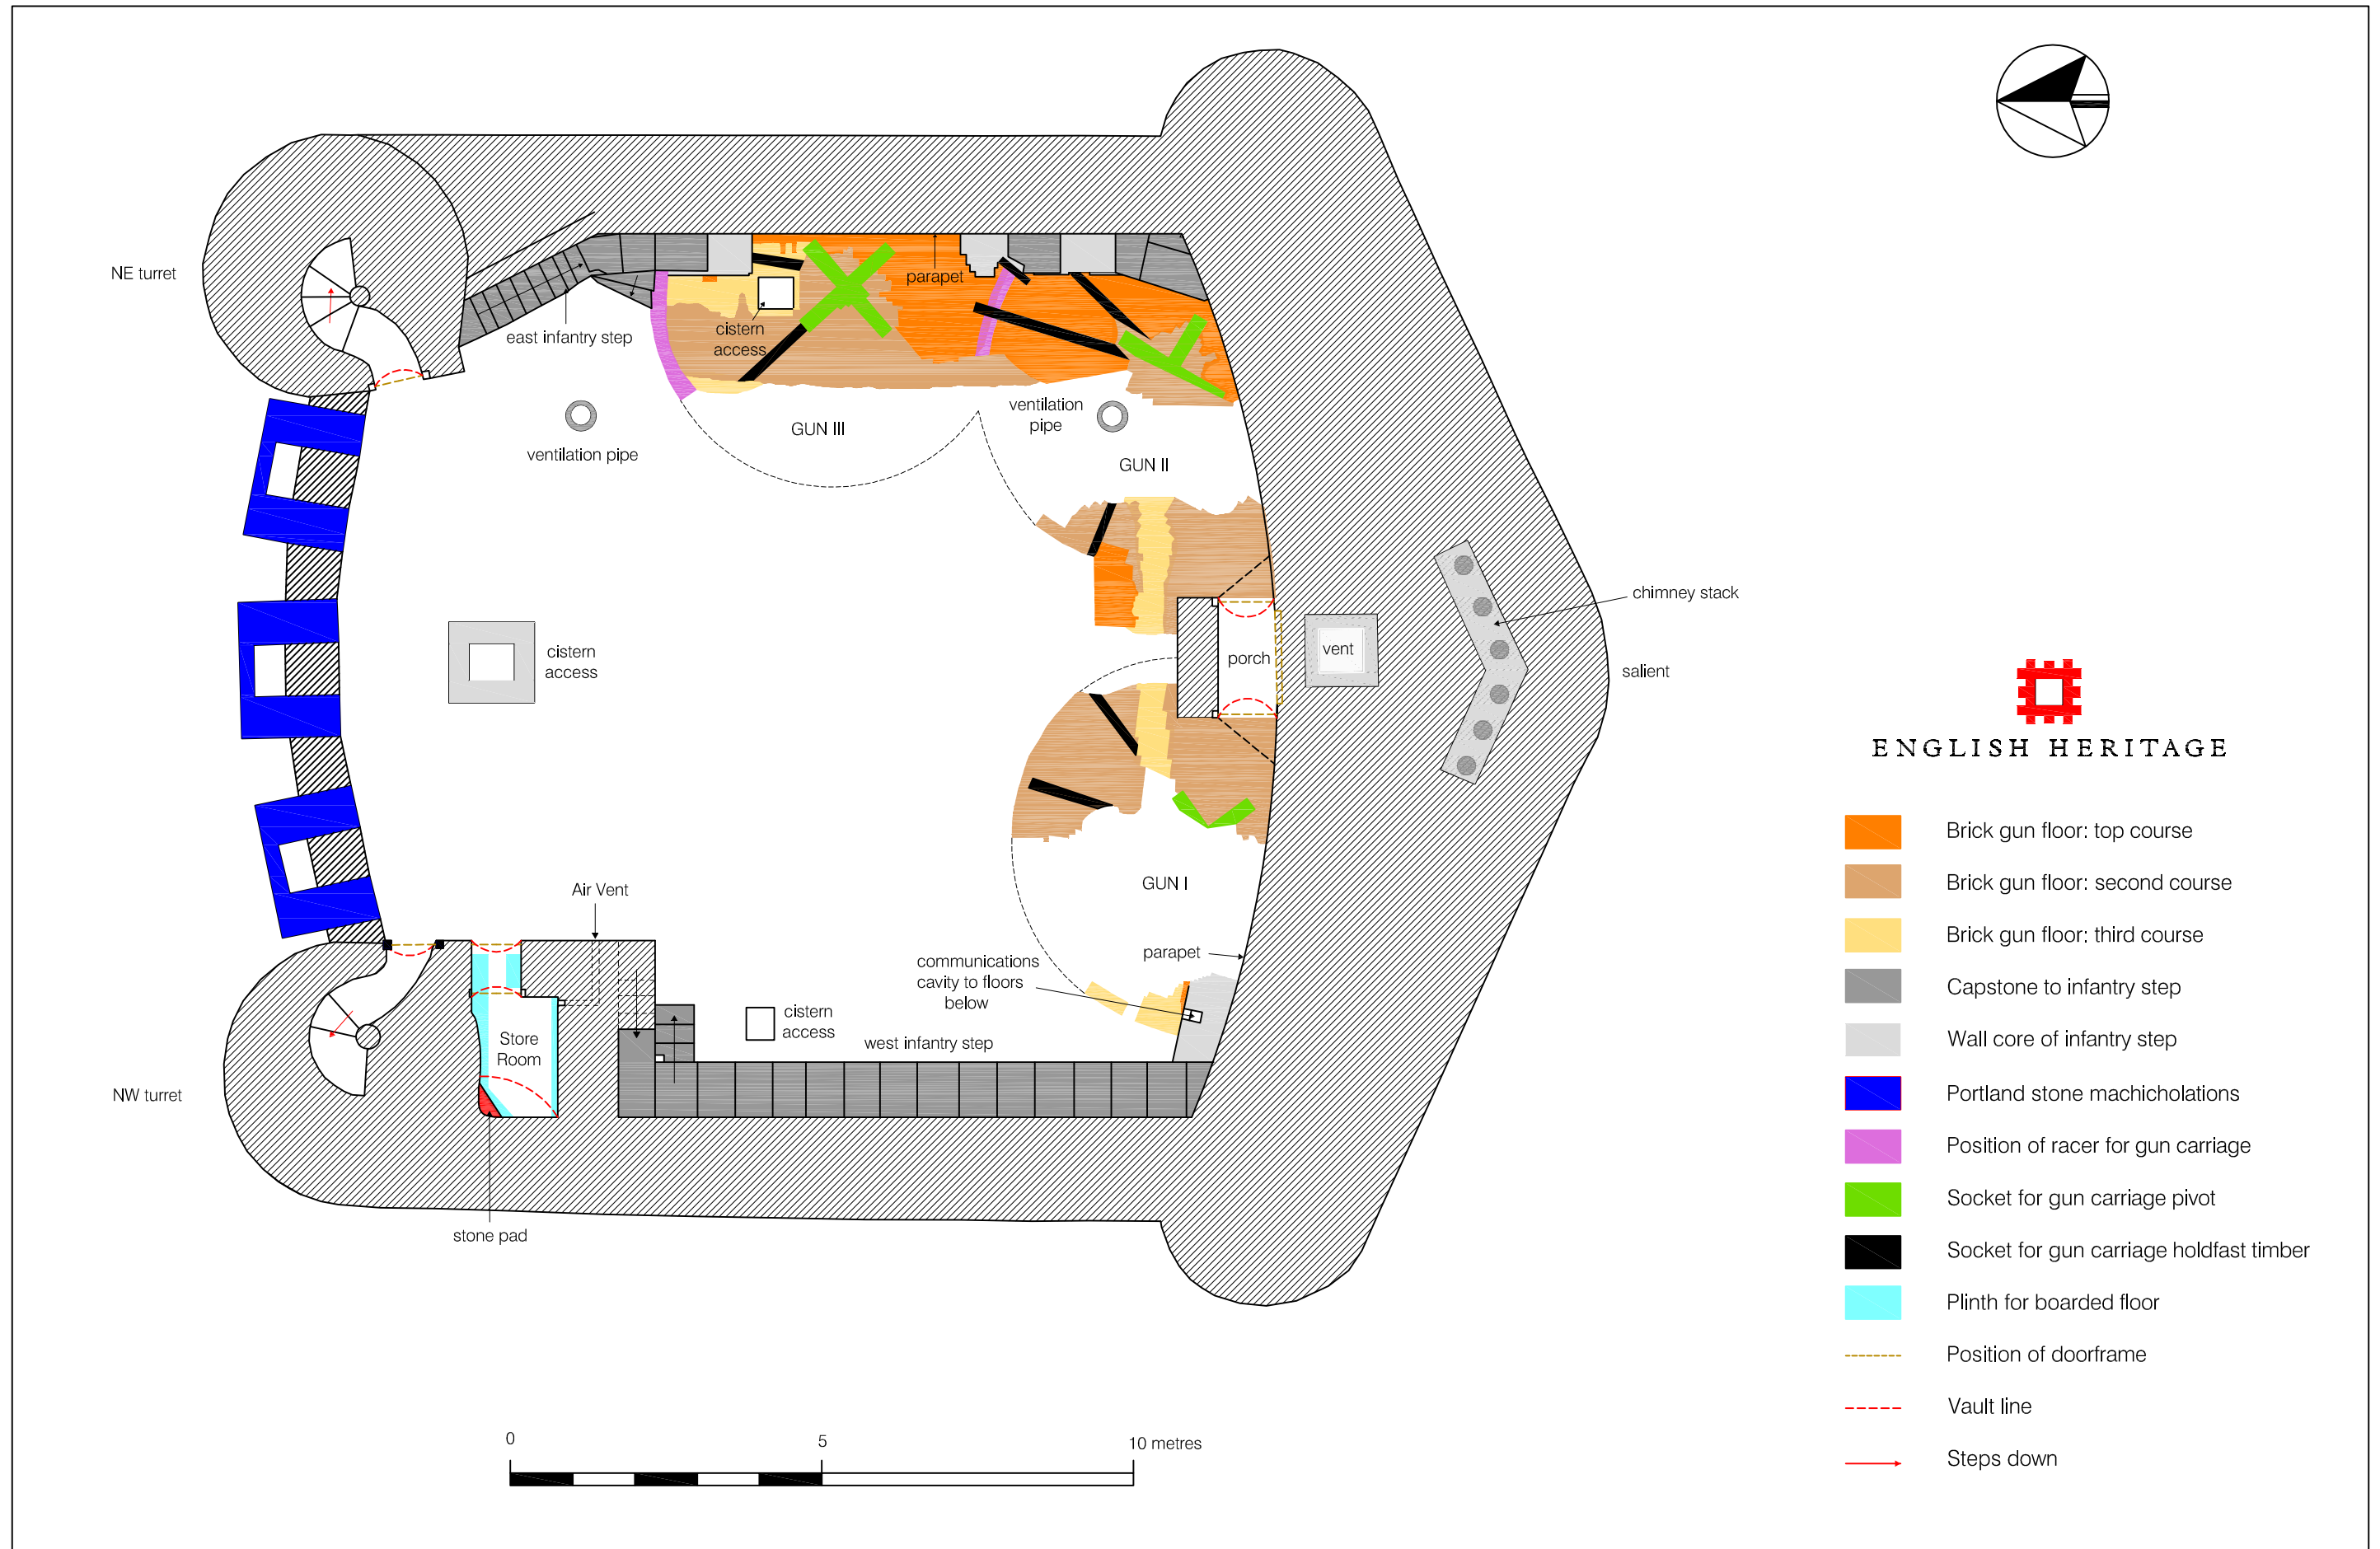 NE turret
east infantry step
cistern
access
parapet
ventilation pipe
GUN III
ventilation
pipe
GUN II
chimney stack
cistern
access
porch
vent
salient
ENGLISH HERITAGE
Air Vent
GUN I
parapet
communications
cavity to floors
below
cistern
access
Store
Room
west infantry step
NW turret
stone pad
0
5
10 metres
Brick gun floor: top course
Brick gun floor: second course
Brick gun floor: third course
Capstone to infantry step
Wall core of infantry step
Portland stone machicholations
Position of racer for gun carriage
Socket for gun carriage pivot
Socket for gun carriage holdfast timber
Plinth for boarded floor
Position of doorframe
Vault line
Steps down